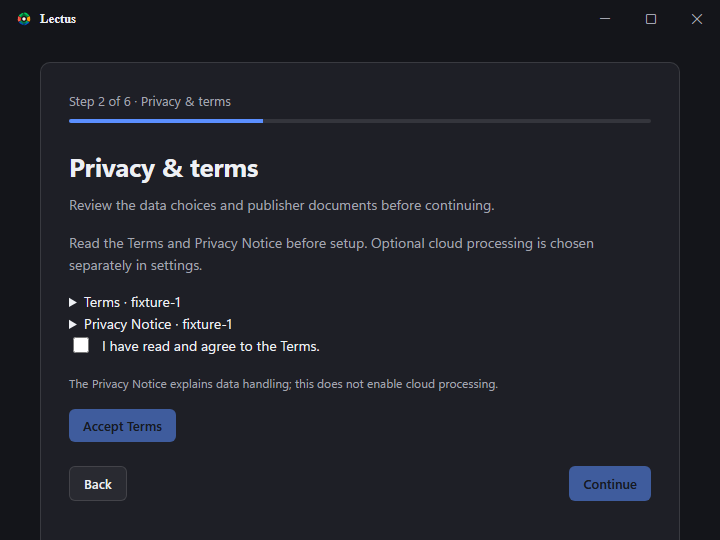 Lectus
Step 2 of 6 · Privacy & terms
Privacy & terms
Review the data choices and publisher documents before continuing.
Read the Terms and Privacy Notice before setup. Optional cloud processing is chosen
separately in settings.
Terms · fixture-1
Privacy Notice · fixture-1
I have read and agree to the Terms.
The Privacy Notice explains data handling; this does not enable cloud processing.
Accept Terms
Back
Continue